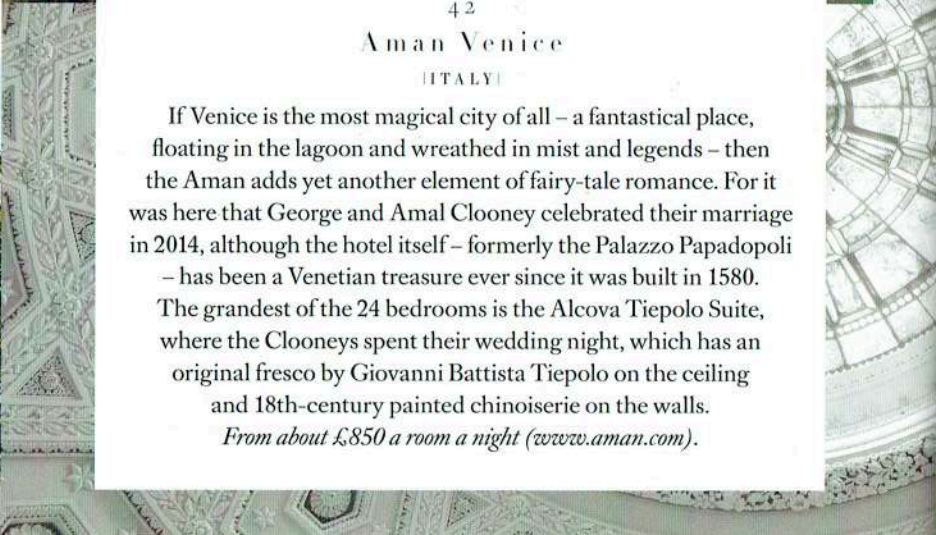 42
Aman Venice
|ITALY|
If Venice is the most magical city of all – a fantastical place,
floating in the lagoon and wreathed in mist and legends – then
the Aman adds yet another element of fairy-tale romance. For it
was here that George and Amal Clooney celebrated their marriage
in 2014, although the hotel itself – formerly the Palazzo Papadopoli
– has been a Venetian treasure ever since it was built in 1580.
The grandest of the 24 bedrooms is the Alcova Tiepolo Suite,
where the Clooneys spent their wedding night, which has an
original fresco by Giovanni Battista Tiepolo on the ceiling
and 18th-century painted chinoiserie on the walls.
From about £850 a room a night (www.aman.com).